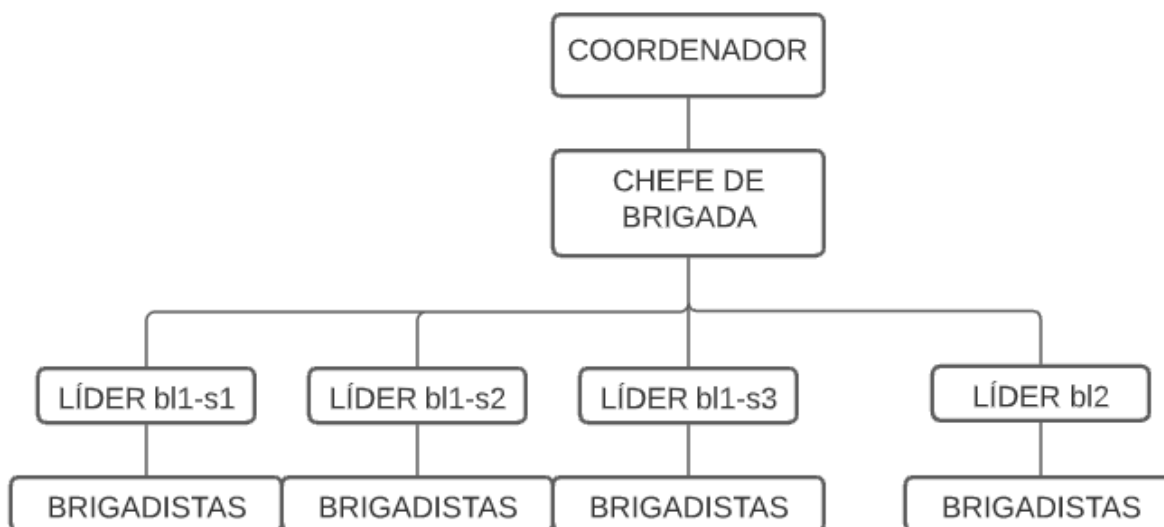 COORDENADOR
CHEFE DE
BRIGADA
LÍDER bl1-s1
LÍDER bl1-s2
LÍDER bl1-s3
LÍDER bl2
BRIGADISTAS
BRIGADISTAS
BRIGADISTAS
BRIGADISTAS